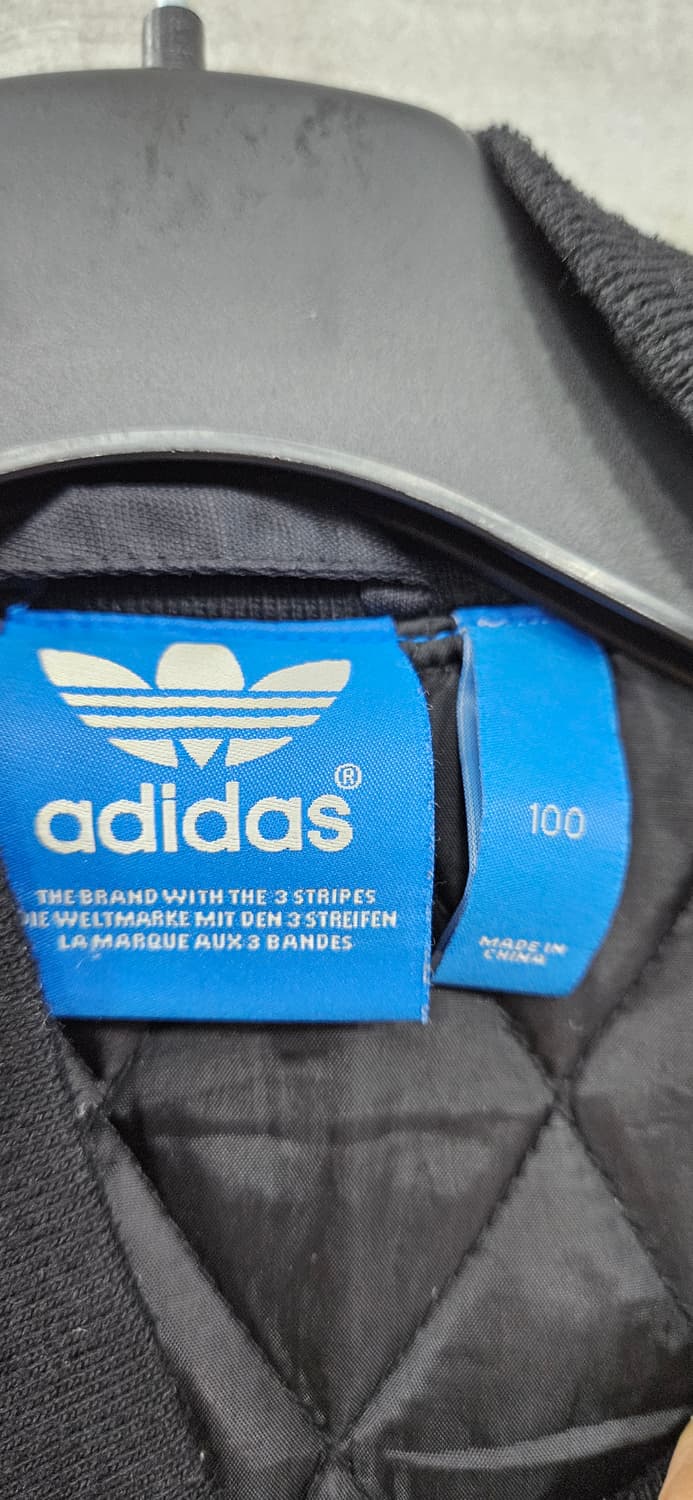 adidas®
THE BRAND WITH THE 3 STRIPES
DIE WELTMARKE MIT DEN 3 STREIFEN
LA MARQUE AUX 3 BANDES
100
MADE IN
CHINA